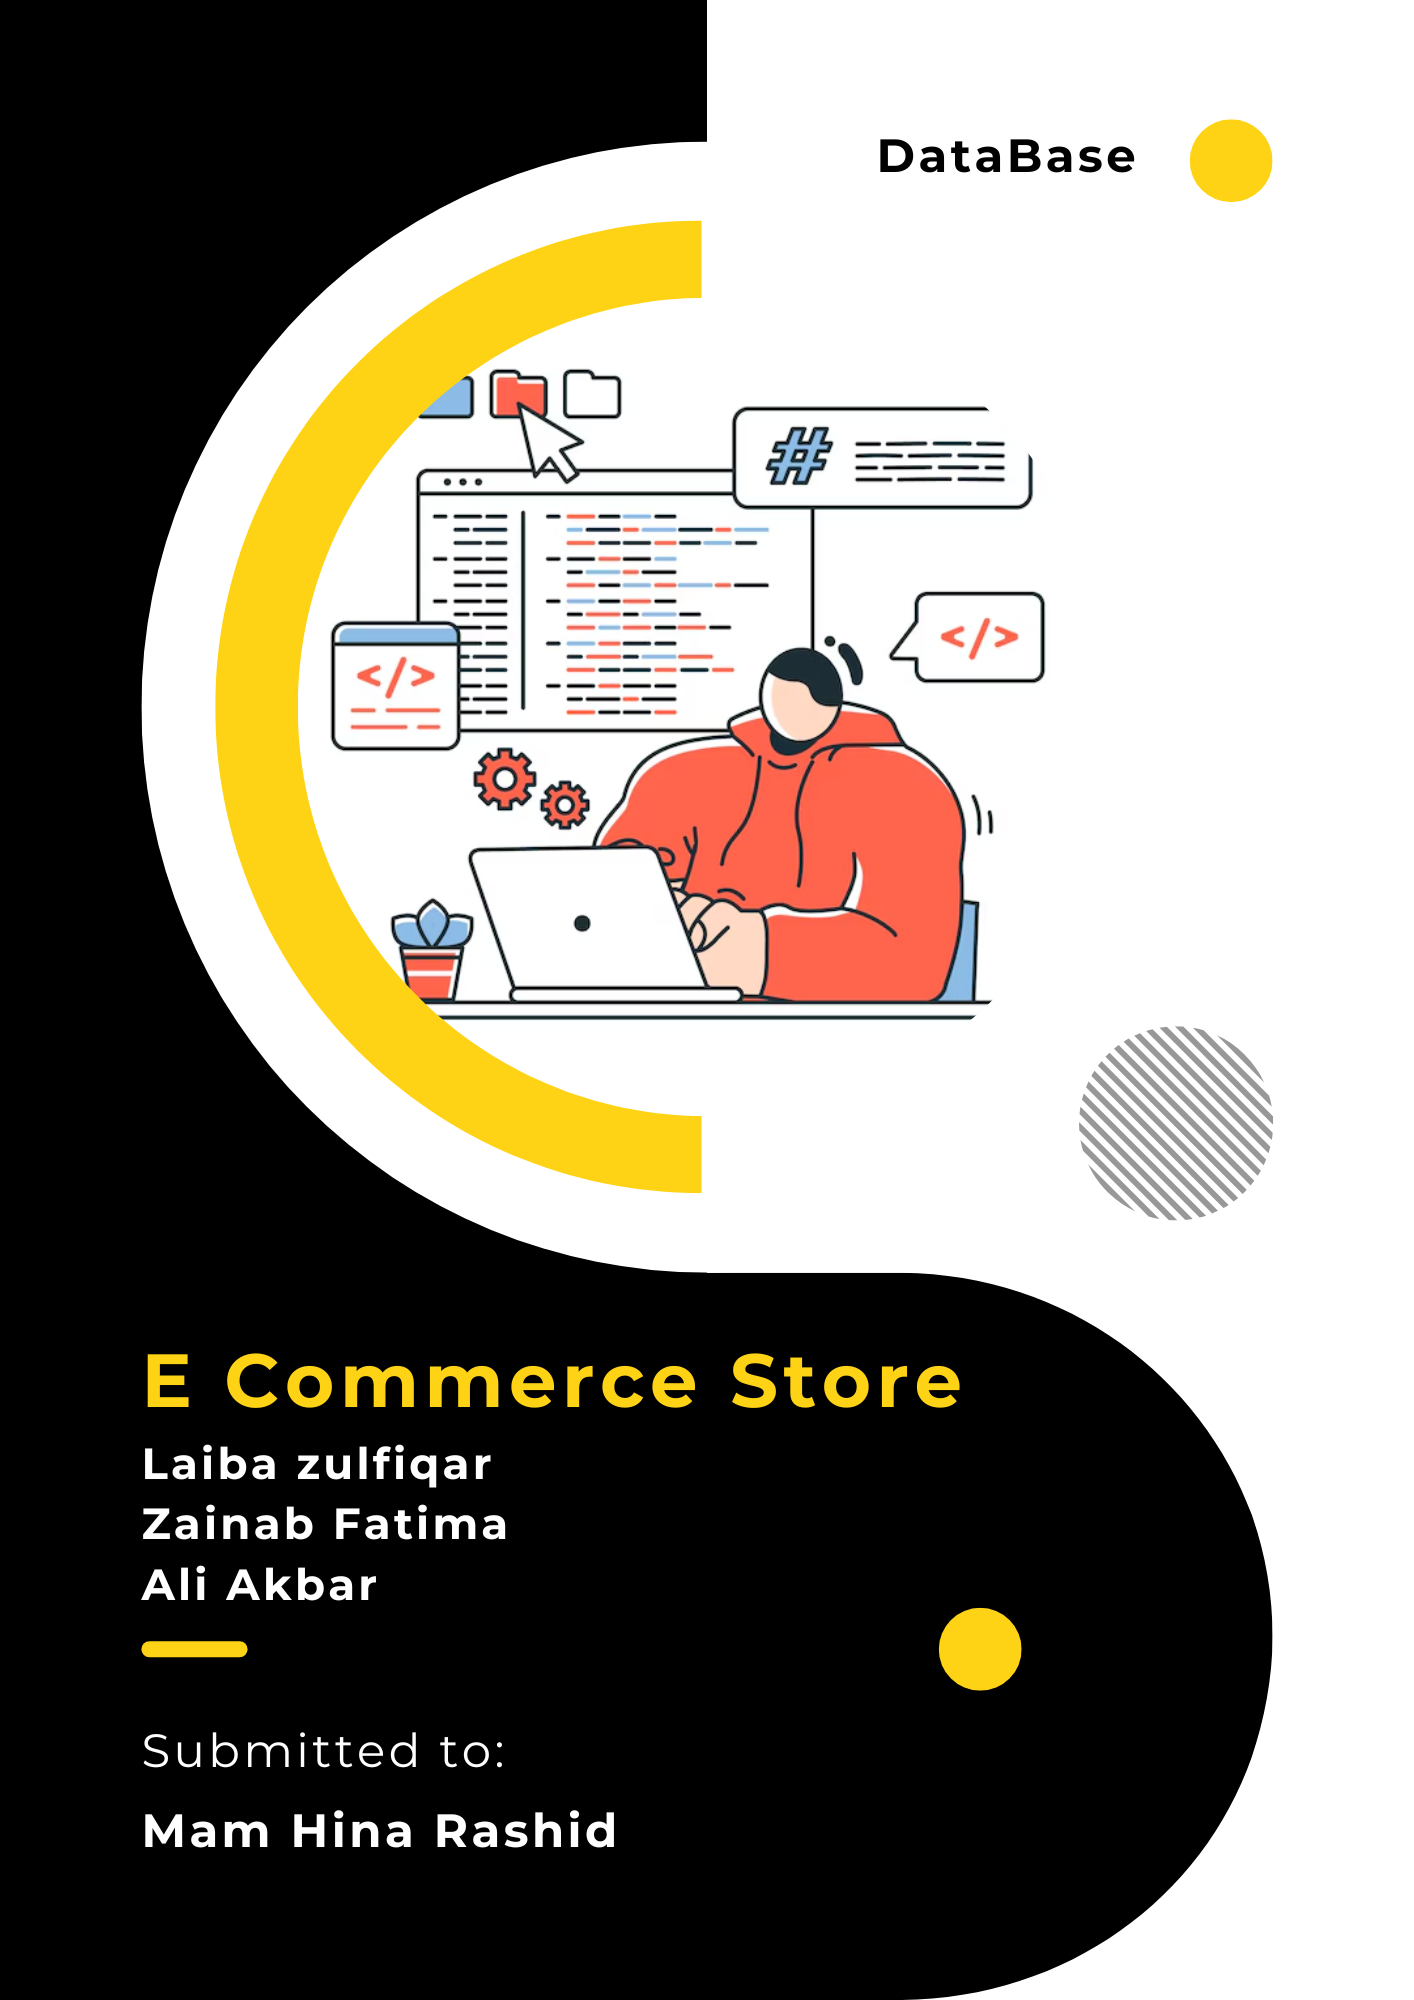 DataBase
#
</>
</>
E Commerce Store
Laiba zulfiqar
Zainab Fatima
Ali Akbar
Submitted to:
Mam Hina Rashid